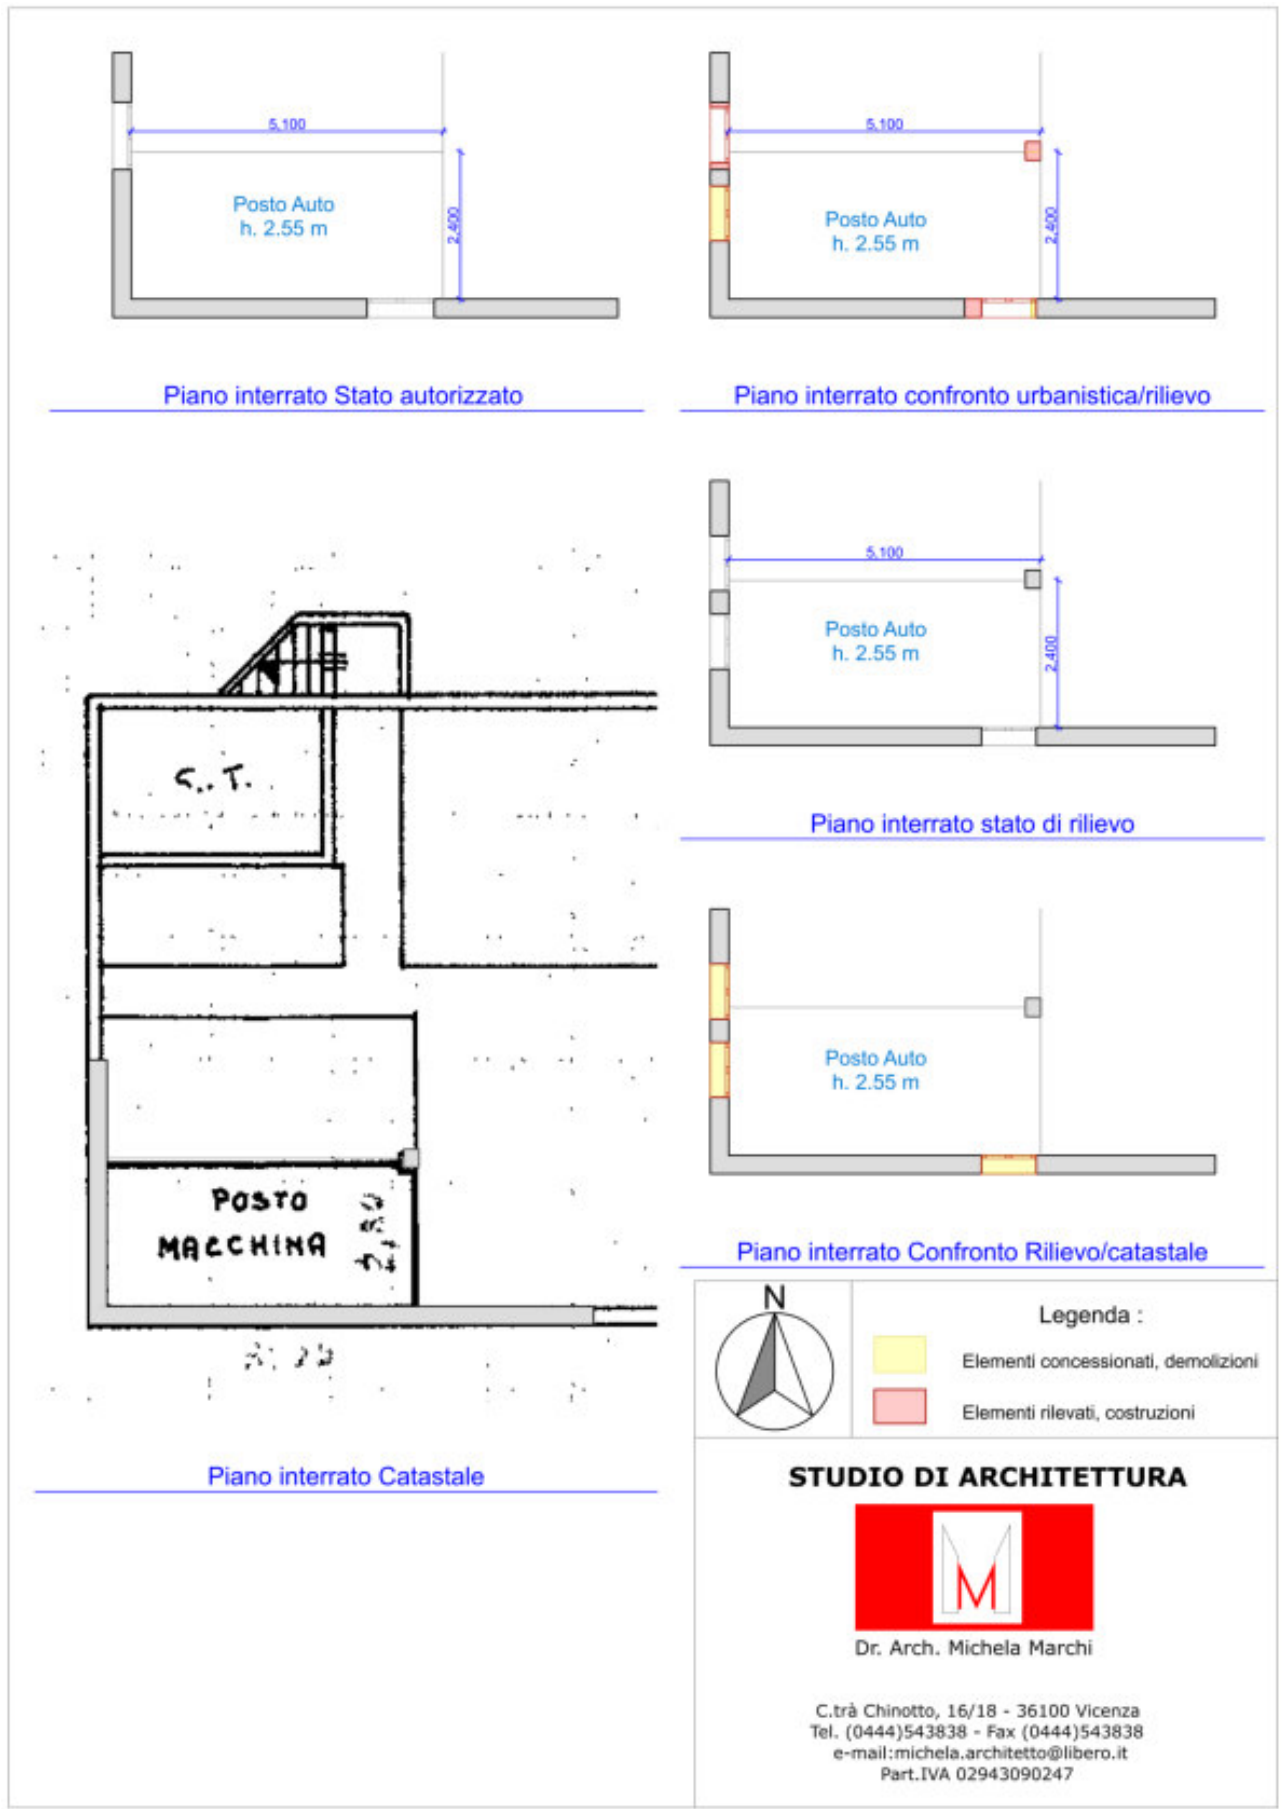 5,100
Posto Auto
h. 2.55 m
2,400
Piano interrato Stato autorizzato
5,100
Posto Auto
h. 2.55 m
2,400
Piano interrato confronto urbanistica/rilievo
5,100
Posto Auto
h. 2.55 m
2,400
Piano interrato stato di rilievo
C.T.
POSTO
MACCHINA
Piano interrato Catastale
Posto Auto
h. 2.55 m
Piano interrato Confronto Rilievo/catastale
N
Legenda :
Elementi concessionati, demolizioni
Elementi rilevati, costruzioni
STUDIO DI ARCHITETTURA
M
Dr. Arch. Michela Marchi
C.trà Chinotto, 16/18 - 36100 Vicenza
Tel. (0444)543838 - Fax (0444)543838
e-mail:michela.architetto@libero.it
Part.IVA 02943090247